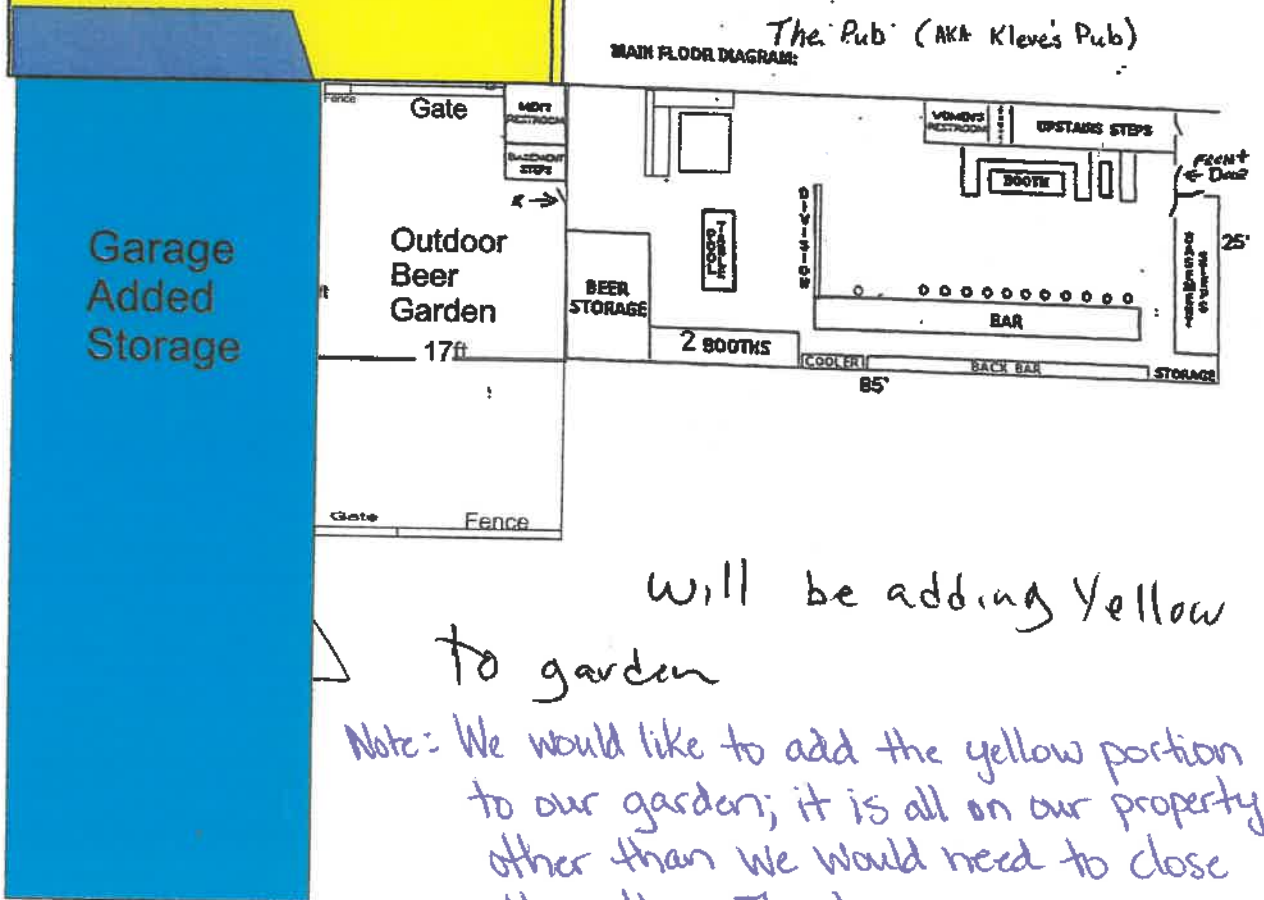 The Pub (AKA Kleve's Pub)
MAIN FLOOR DIAGRAM:
Fence
Gate
MEN'S
RESTROOM
BASEMENT
STEPS
WOMEN'S
RESTROOM
UPSTAIRS STEPS
FRONT
← DOOR
BOOTH
X →
Garage
Added
Storage
Outdoor
Beer
Garden
ft
17ft
BEER
STORAGE
DIVISION
25'
BAR
2 BOOTHS
COOLER
BACK BAR
STORAGE
85'
Gate
Fence
will be adding Yellow
to garden
Note: We would like to add the yellow portion
to our garden; it is all on our property
other than we would need to close